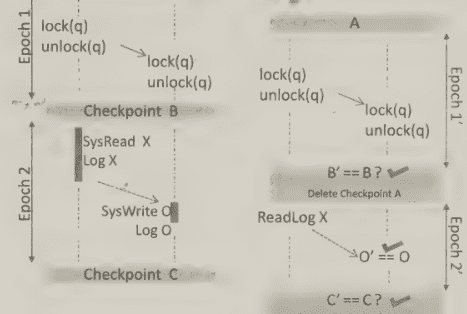 Epoch 1
lock(q)
unlock(q)
lock(q)
unlock(q)
Checkpoint B
Epoch 2
SysRead X
Log X
SysWrite O
Log O
Checkpoint C
A
Epoch 1'
lock(q)
unlock(q)
lock(q)
unlock(q)
B' == B ?
Delete Checkpoint A
Epoch 2'
ReadLog X
O' == O
C' == C ?